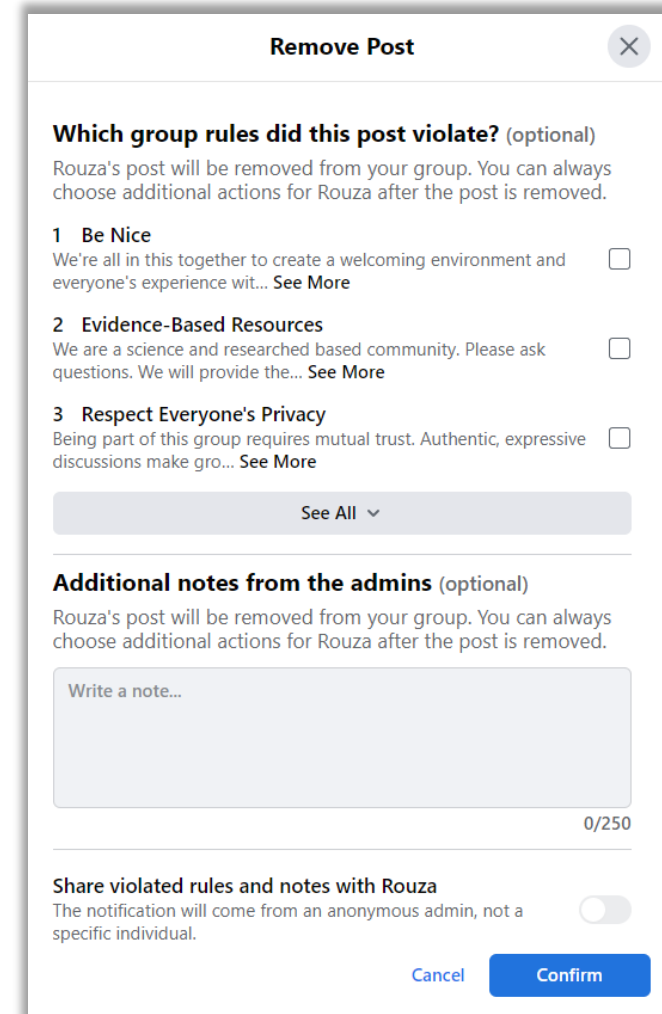 Remove Post
Which group rules did this post violate? (optional)
Rouza's post will be removed from your group. You can always
choose additional actions for Rouza after the post is removed.
1 Be Nice
We're all in this together to create a welcoming environment and
everyone's experience wit... See More
2 Evidence-Based Resources
We are a science and researched based community. Please ask
questions. We will provide the... See More
3 Respect Everyone's Privacy
Being part of this group requires mutual trust. Authentic, expressive
discussions make gro... See More
See All
Additional notes from the admins (optional)
Rouza's post will be removed from your group. You can always
choose additional actions for Rouza after the post is removed.
Write a note...
0/250
Share violated rules and notes with Rouza
The notification will come from an anonymous admin, not a
specific individual.
Cancel Confirm